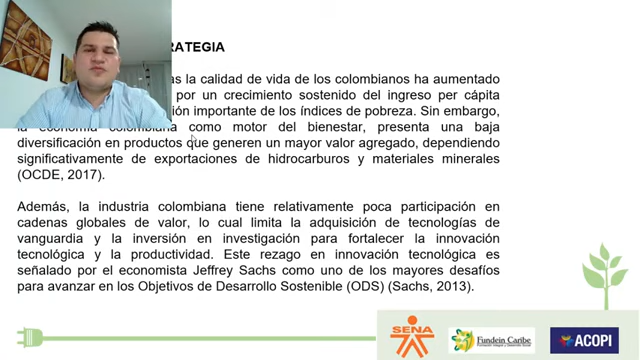 RATEGIA
as la calidad de vida de los colombianos ha aumentado
por un crecimiento sostenido del ingreso per cápita
ión importante de los índices de pobreza. Sin embargo,
la economía colombiana como motor del bienestar, presenta una baja
diversificación en productos que generen un mayor valor agregado, dependiendo
significativamente de exportaciones de hidrocarburos y materiales minerales
(OCDE, 2017).
Además, la industria colombiana tiene relativamente poca participación en
cadenas globales de valor, lo cual limita la adquisición de tecnologías de
vanguardia y la inversión en investigación para fortalecer la innovación
tecnológica y la productividad. Este rezago en innovación tecnológica es
señalado por el economista Jeffrey Sachs como uno de los mayores desafíos
para avanzar en los Objetivos de Desarrollo Sostenible (ODS) (Sachs, 2013).
SENA
Fundein Caribe
ACOPI